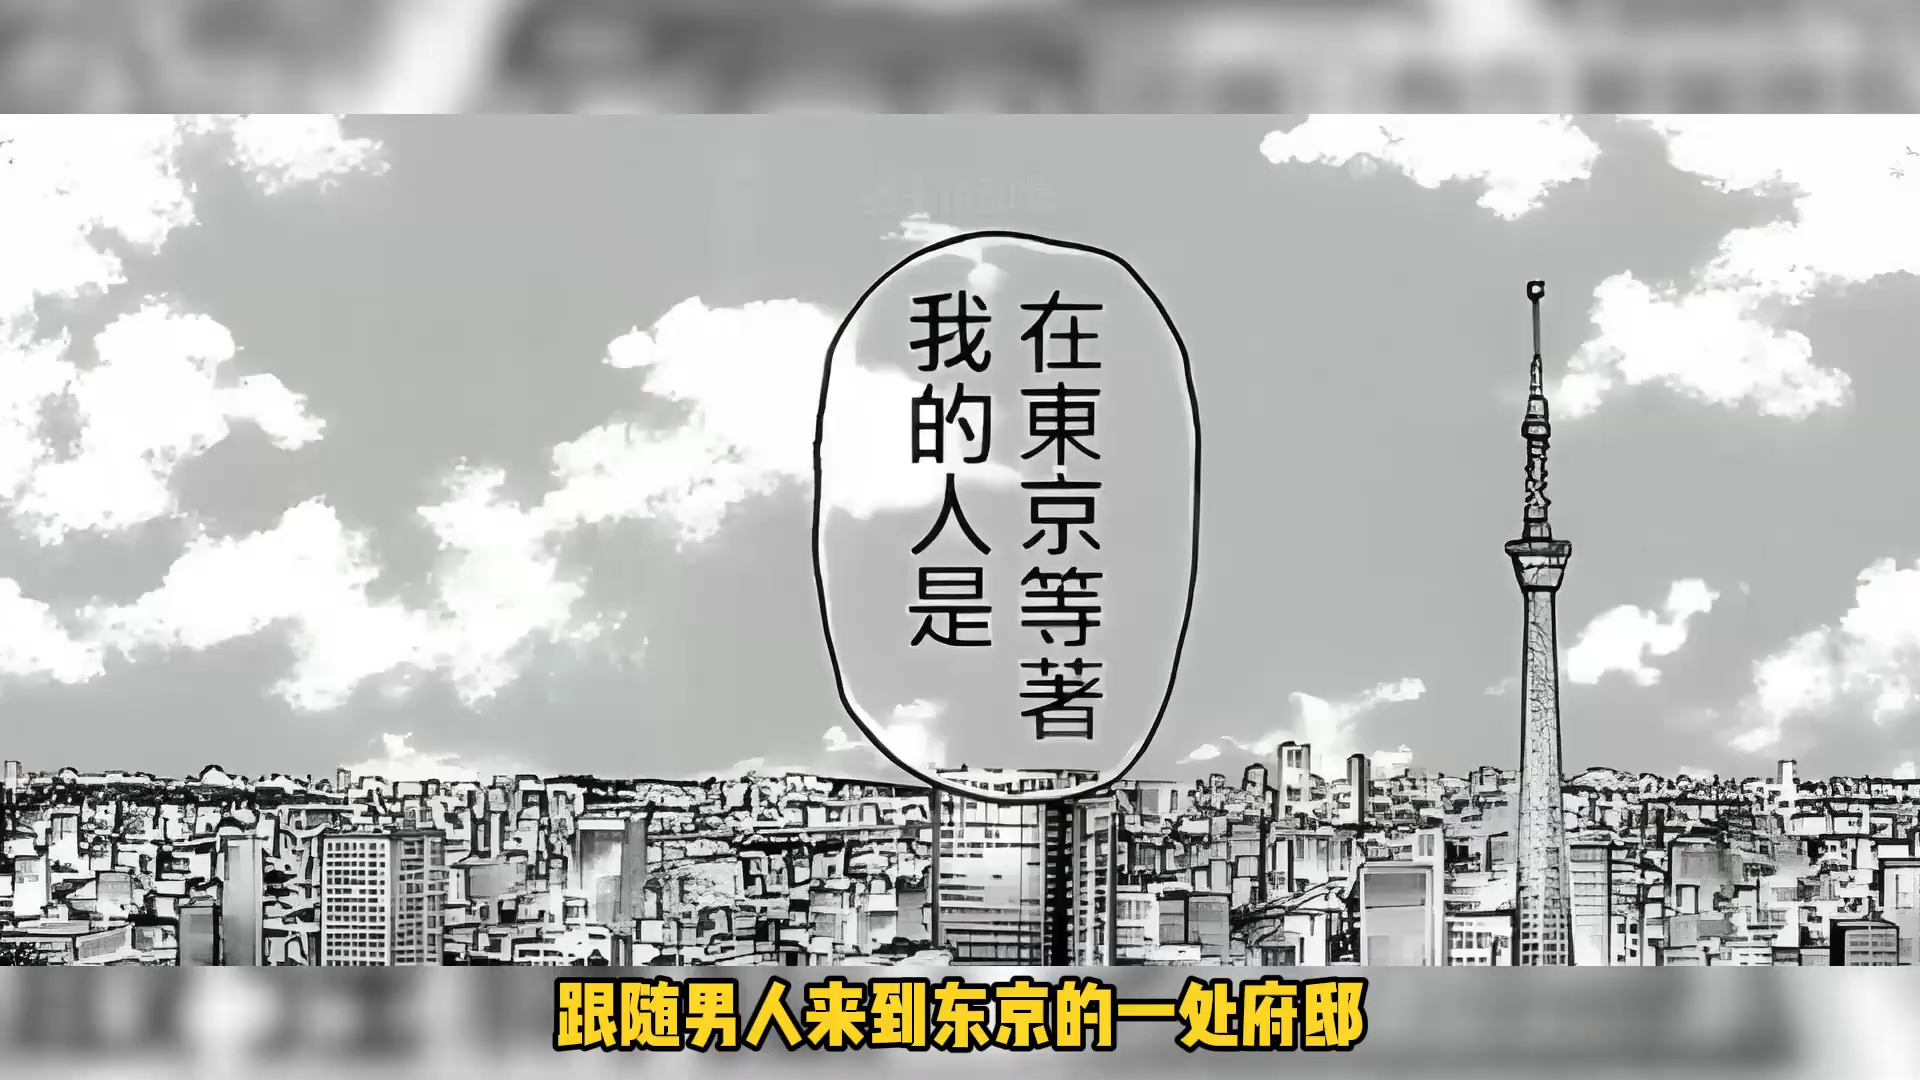 在東京等著
我的人是
跟随男人来到东京的一处府邸